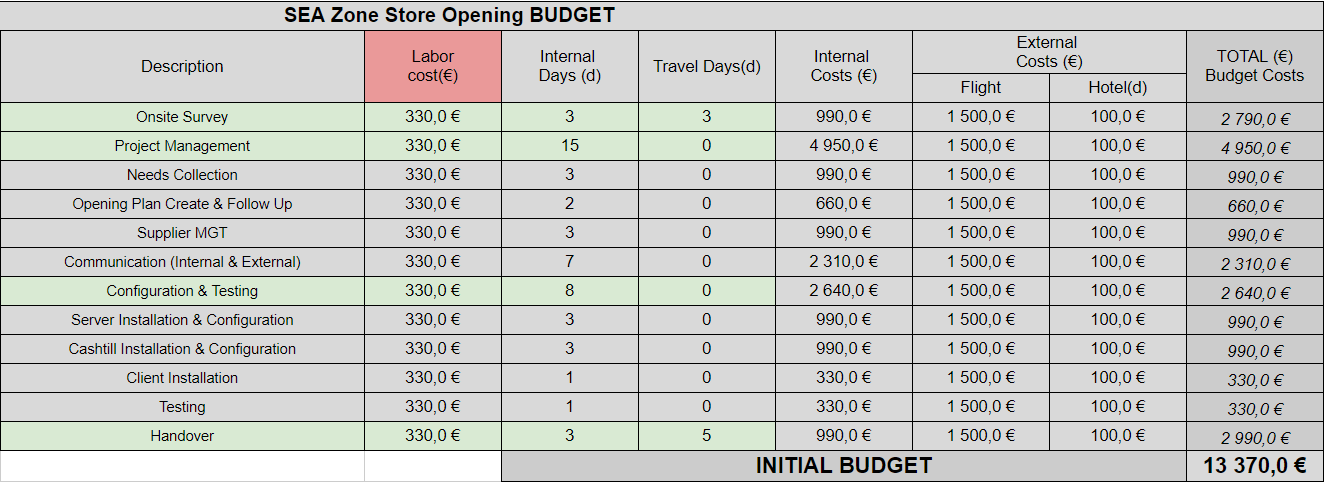 SEA Zone Store Opening BUDGET
Description Labor cost(€) Internal Days (d) Travel Days(d) Internal Costs (€) External Costs (€) TOTAL (€) Budget Costs
Flight Hotel(d)
Onsite Survey 330,0 € 3 3 990,0 € 1 500,0 € 100,0 € 2 790,0 €
Project Management 330,0 € 15 0 4 950,0 € 1 500,0 € 100,0 € 4 950,0 €
Needs Collection 330,0 € 3 0 990,0 € 1 500,0 € 100,0 € 990,0 €
Opening Plan Create & Follow Up 330,0 € 2 0 660,0 € 1 500,0 € 100,0 € 660,0 €
Supplier MGT 330,0 € 3 0 990,0 € 1 500,0 € 100,0 € 990,0 €
Communication (Internal & External) 330,0 € 7 0 2 310,0 € 1 500,0 € 100,0 € 2 310,0 €
Configuration & Testing 330,0 € 8 0 2 640,0 € 1 500,0 € 100,0 € 2 640,0 €
Server Installation & Configuration 330,0 € 3 0 990,0 € 1 500,0 € 100,0 € 990,0 €
Cashtill Installation & Configuration 330,0 € 3 0 990,0 € 1 500,0 € 100,0 € 990,0 €
Client Installation 330,0 € 1 0 330,0 € 1 500,0 € 100,0 € 330,0 €
Testing 330,0 € 1 0 330,0 € 1 500,0 € 100,0 € 330,0 €
Handover 330,0 € 3 5 990,0 € 1 500,0 € 100,0 € 2 990,0 €
INITIAL BUDGET 13 370,0 €